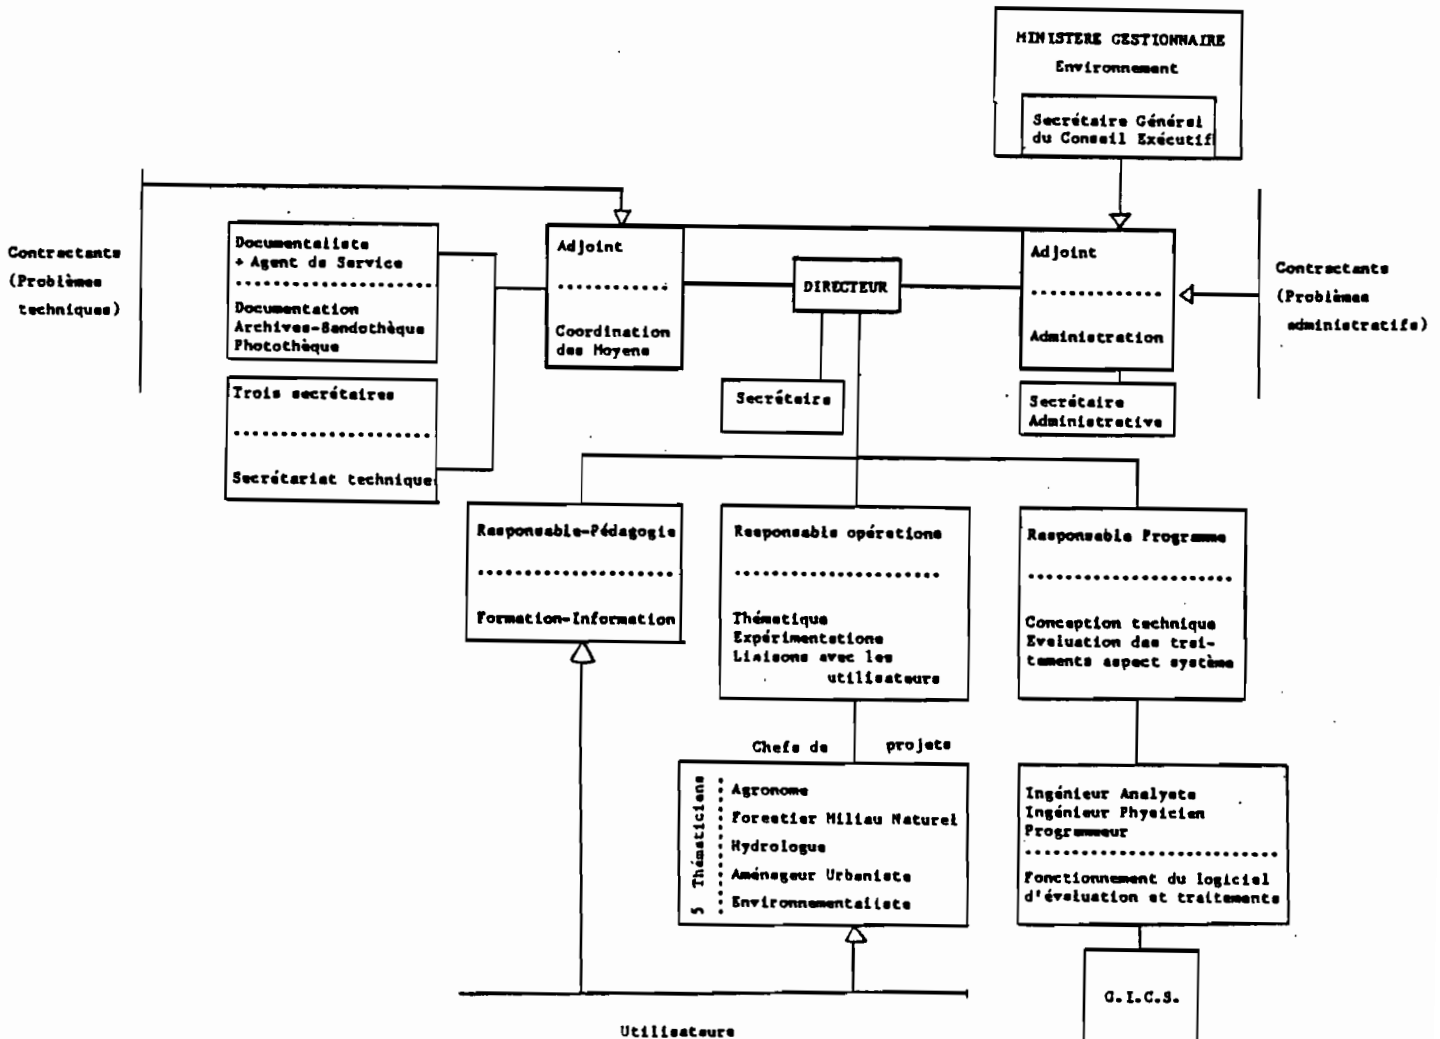 MINISTERE GESTIONNAIRE
Environnement
Secrétaire Général
du Conseil Exécutif
Contractants
(Problèmes
techniques)
Documentaliste
+ Agent de Service
Documentation
Archives-Bandothèque
Photothèque
Trois secrétaires
Secrétariat technique
Adjoint
Coordination
des Moyens
DIRECTEUR
Secrétaire
Adjoint
Administration
Secrétaire
Administrative
Contractants
(Problèmes
administratifs)
Responsable-Pédagogie
Formation-Information
Responsable opérations
Thématique
Expérimentations
Liaisons avec les
utilisateurs
Responsable Programme
Conception technique
Evaluation des trai-
tements aspect système
Chefs de projets
5 Thématiciens
Agronome
Forestier Milieu Naturel
Hydrologue
Aménageur Urbaniste
Environnementaliste
Ingénieur Analyste
Ingénieur Physicien
Programmeur
Fonctionnement du logiciel
d'évaluation et traitements
G.I.C.S.
Utilisateurs